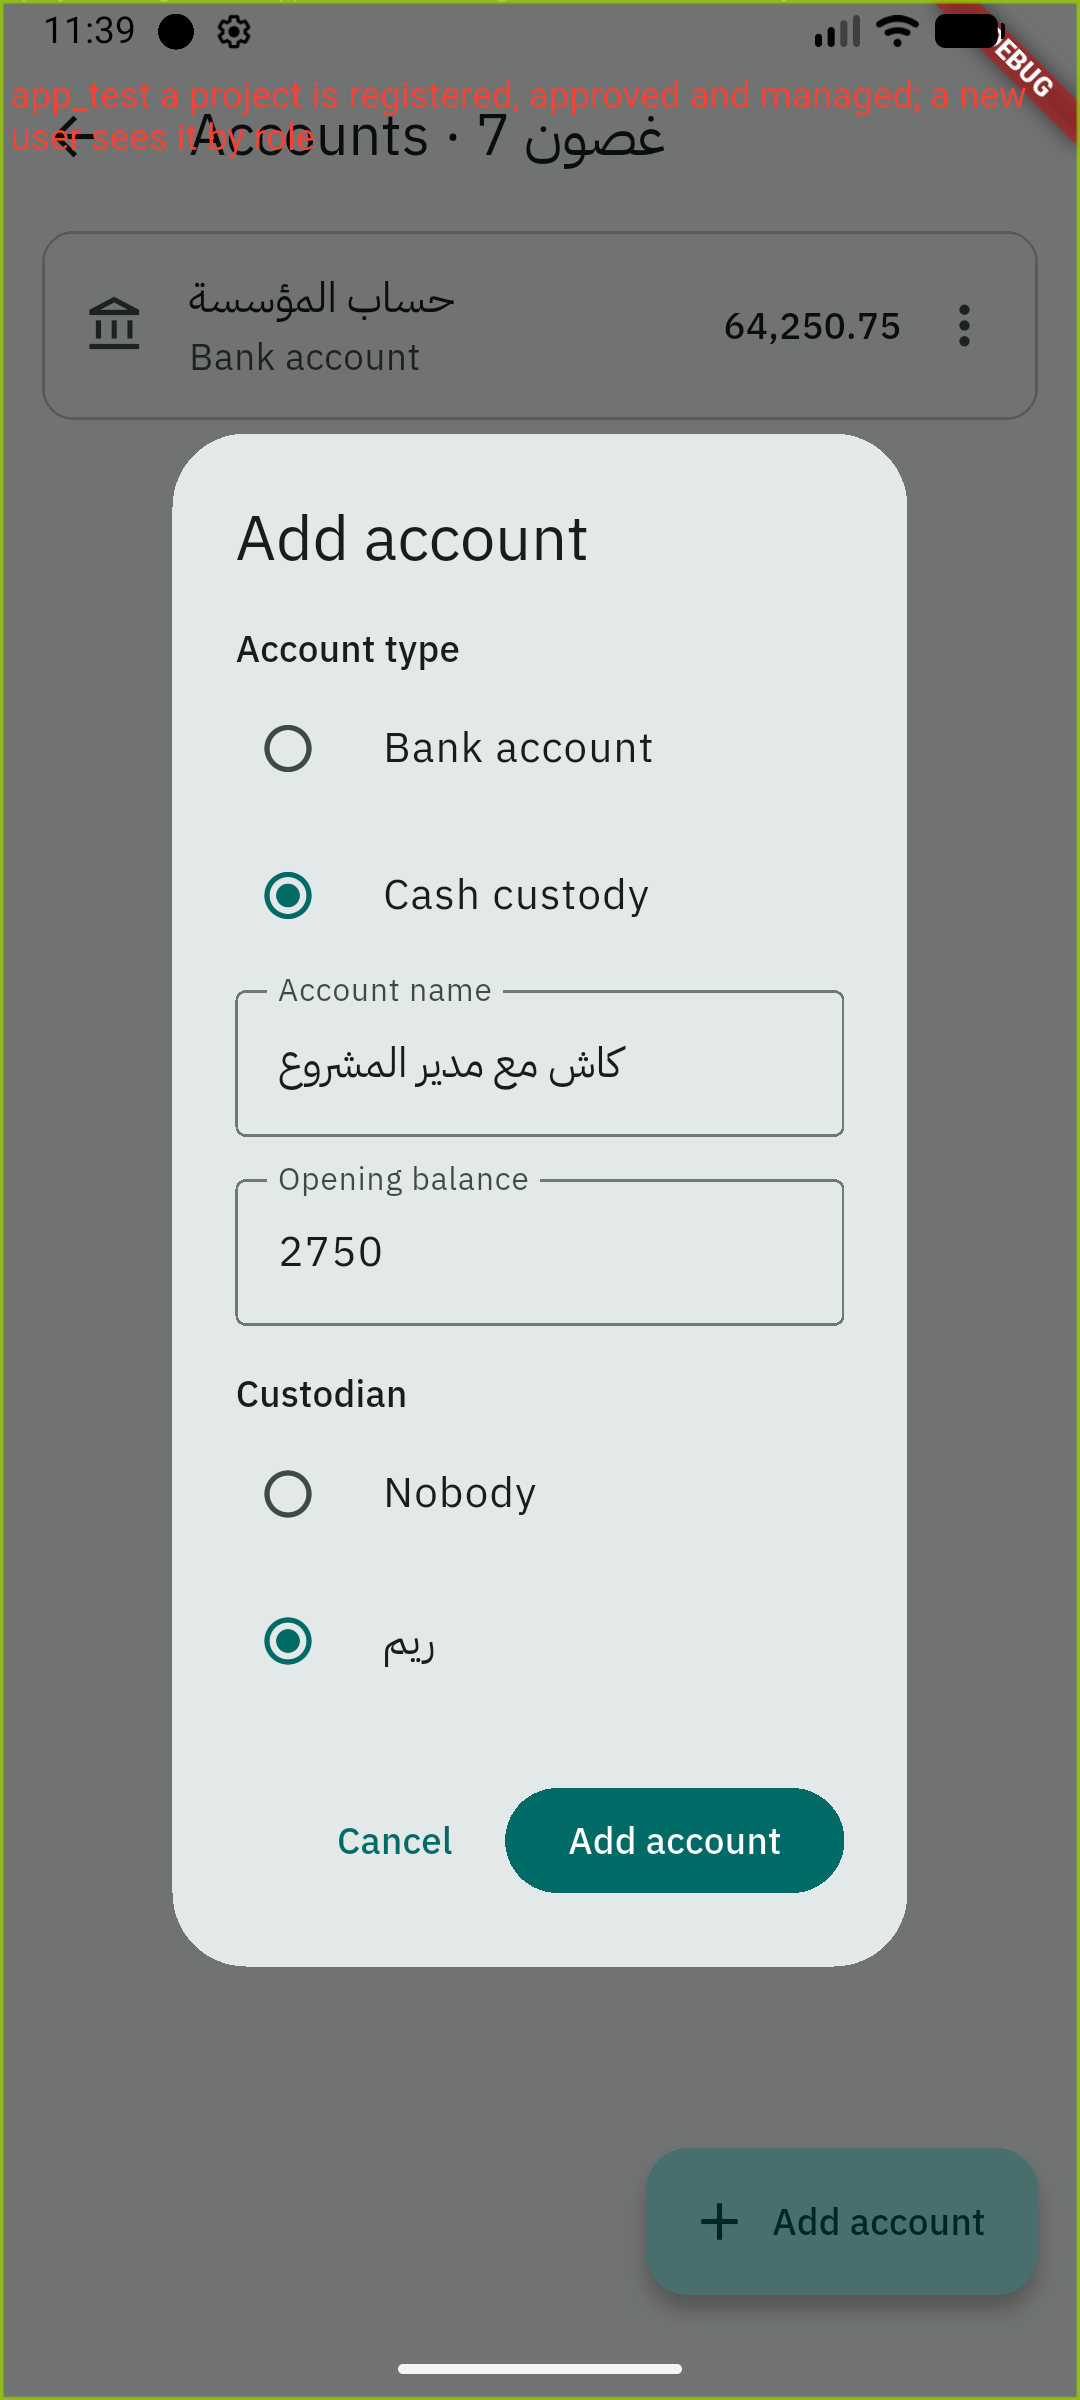 11:39
DEBUG
app_test a project is registered, approved and managed; a new
user sees it by role
Accounts · 7 غصون
حساب المؤسسة
Bank account
64,250.75
Add account
Account type
Bank account
Cash custody
Account name
كاش مع مدير المشروع
Opening balance
2750
Custodian
Nobody
ريم
Cancel
Add account
Add account